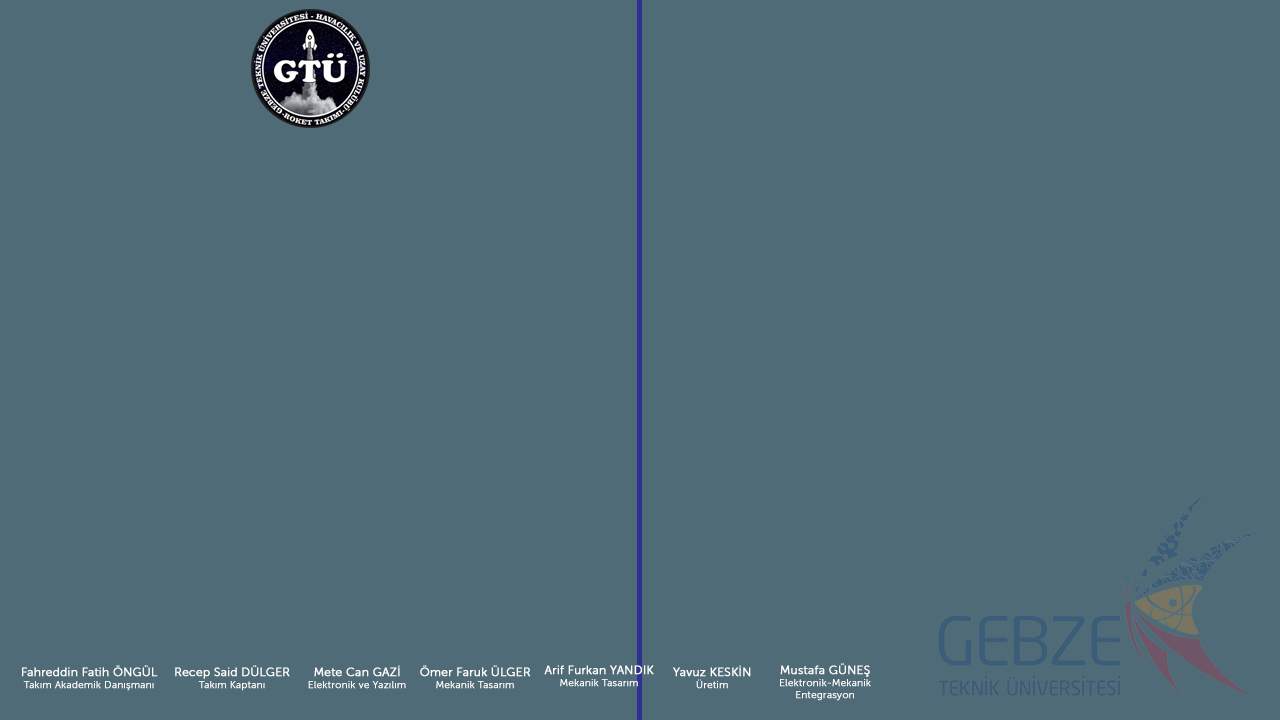 GEBZE TEKNİK ÜNİVERSİTESİ - HAVACILIK VE UZAY KULÜBÜ
GTÜ
-ROKET TAKIMI-
GEBZE
TEKNİK ÜNİVERSİTESİ
Fahreddin Fatih ÖNGÜL
Takım Akademik Danışmanı
Recep Said DÜLGER
Takım Kaptanı
Mete Can GAZİ
Elektronik ve Yazılım
Ömer Faruk ÜLGER
Mekanik Tasarım
Arif Furkan YANDIK
Mekanik Tasarım
Yavuz KESKİN
Üretim
Mustafa GÜNEŞ
Elektronik-Mekanik
Entegrasyon